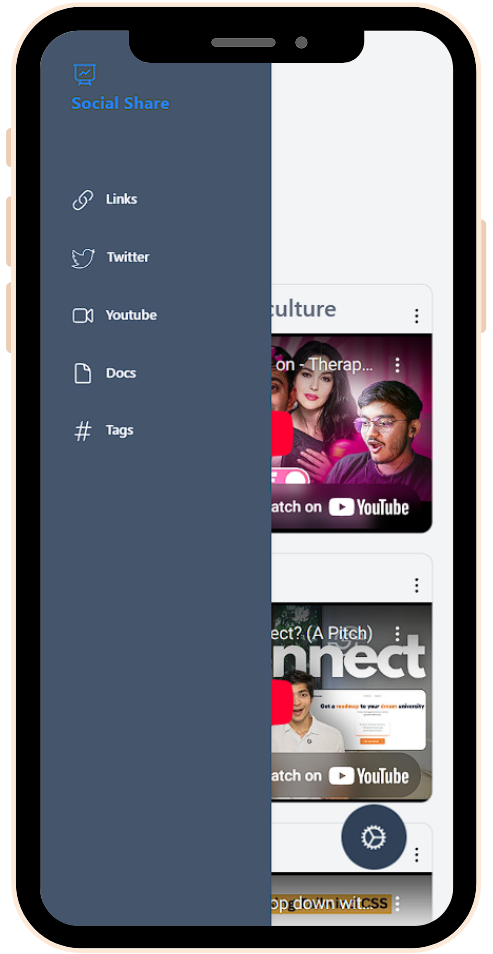 Social Share
Links
Twitter
Youtube
Docs
# Tags
culture
on - Therap...
atch on YouTube
ect? (A Pitch)
nnect
Get a roadmap to your dream university
atch on YouTube
op down wit...
CSS